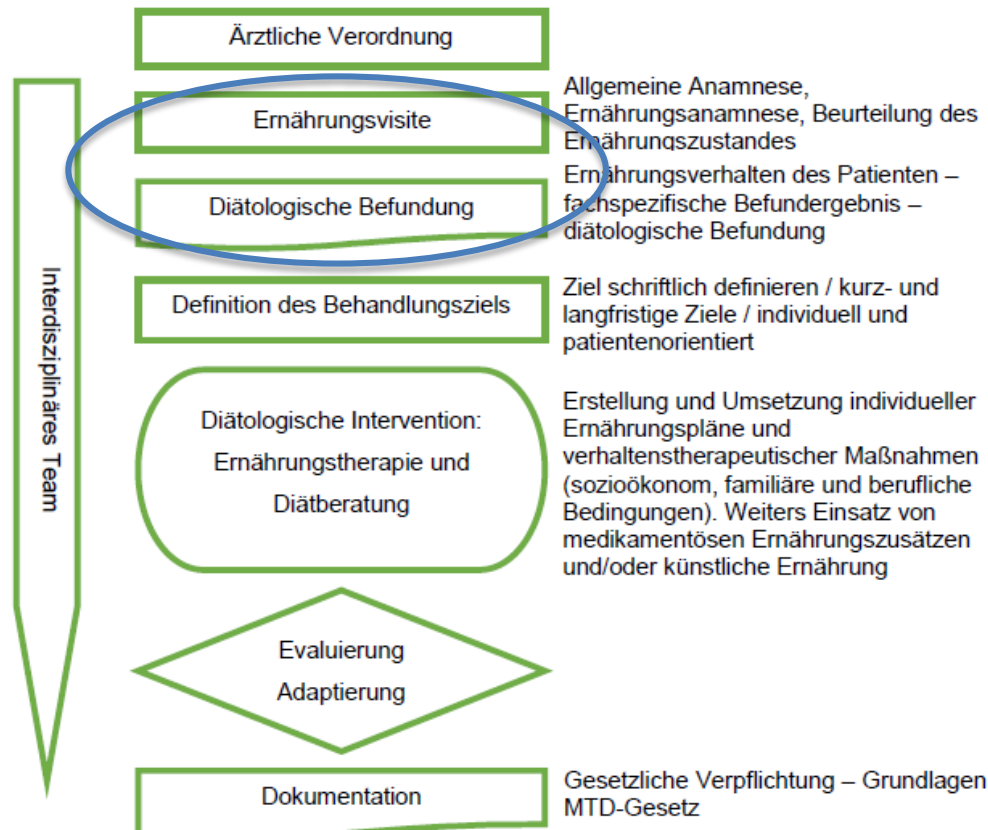 Ärztliche Verordnung
Ernährungsvisite
Allgemeine Anamnese,
Ernährungsanamnese, Beurteilung des
Ernährungszustandes
Diätologische Befundung
Ernährungsverhalten des Patienten –
fachspezifische Befundergebnis –
diätologische Befundung
Interdisziplinäres Team
Definition des Behandlungsziels
Ziel schriftlich definieren / kurz- und
langfristige Ziele / individuell und
patientenorientiert
Diätologische Intervention:
Ernährungstherapie und
Diätberatung
Erstellung und Umsetzung individueller
Ernährungspläne und
verhaltenstherapeutischer Maßnahmen
(sozioökonom, familiäre und berufliche
Bedingungen). Weiters Einsatz von
medikamentösen Ernährungszusätzen
und/oder künstliche Ernährung
Evaluierung
Adaptierung
Dokumentation
Gesetzliche Verpflichtung – Grundlagen
MTD-Gesetz